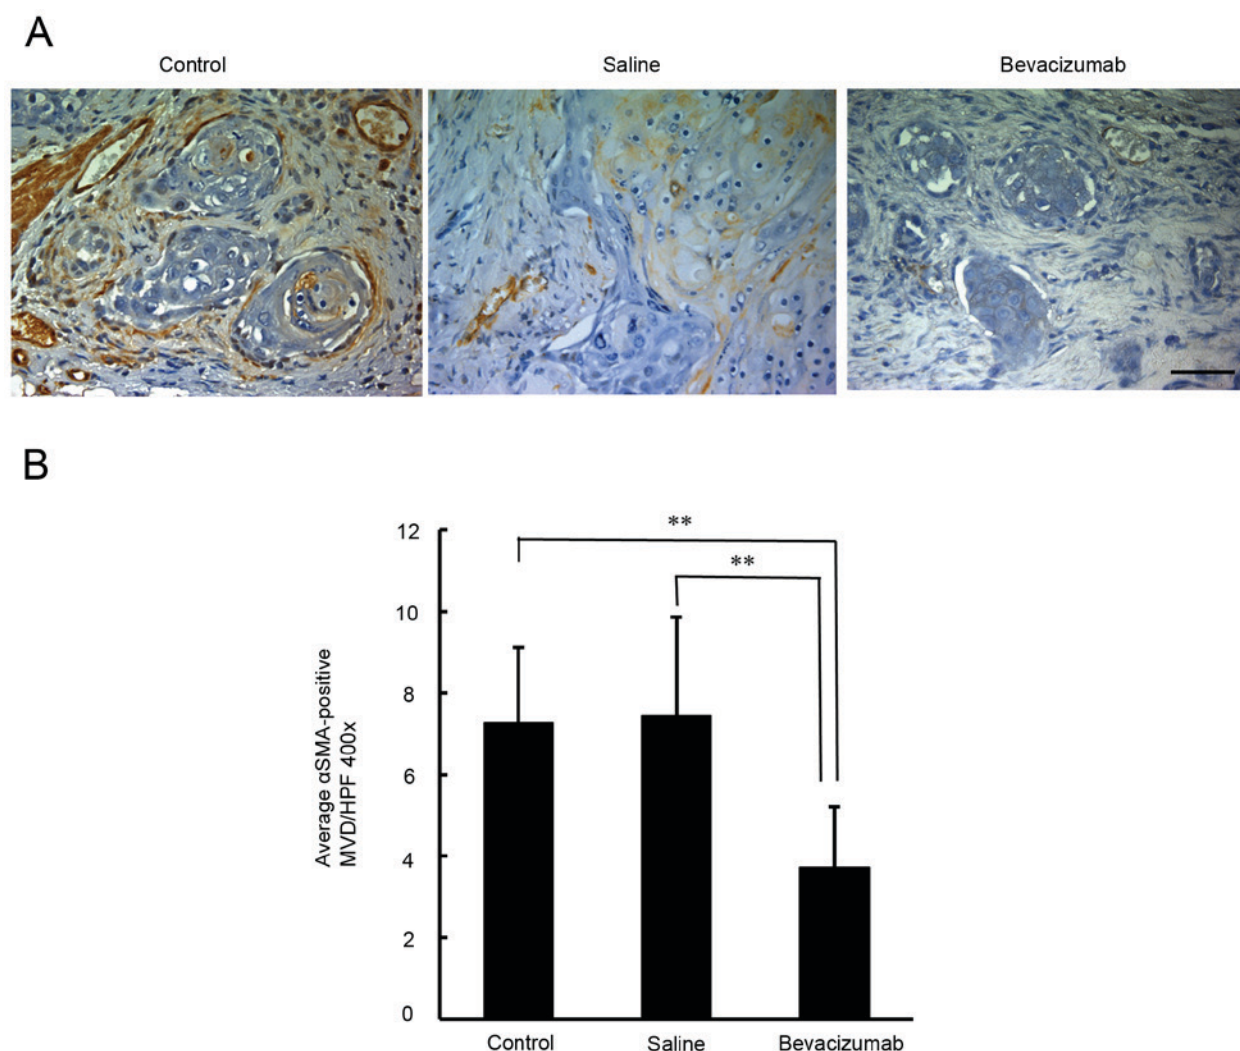 A
Control
Saline
Bevacizumab
B
**
**
12
10
8
6
4
2
0
Average αSMA-positive
MVD/HPF 400x
Control
Saline
Bevacizumab